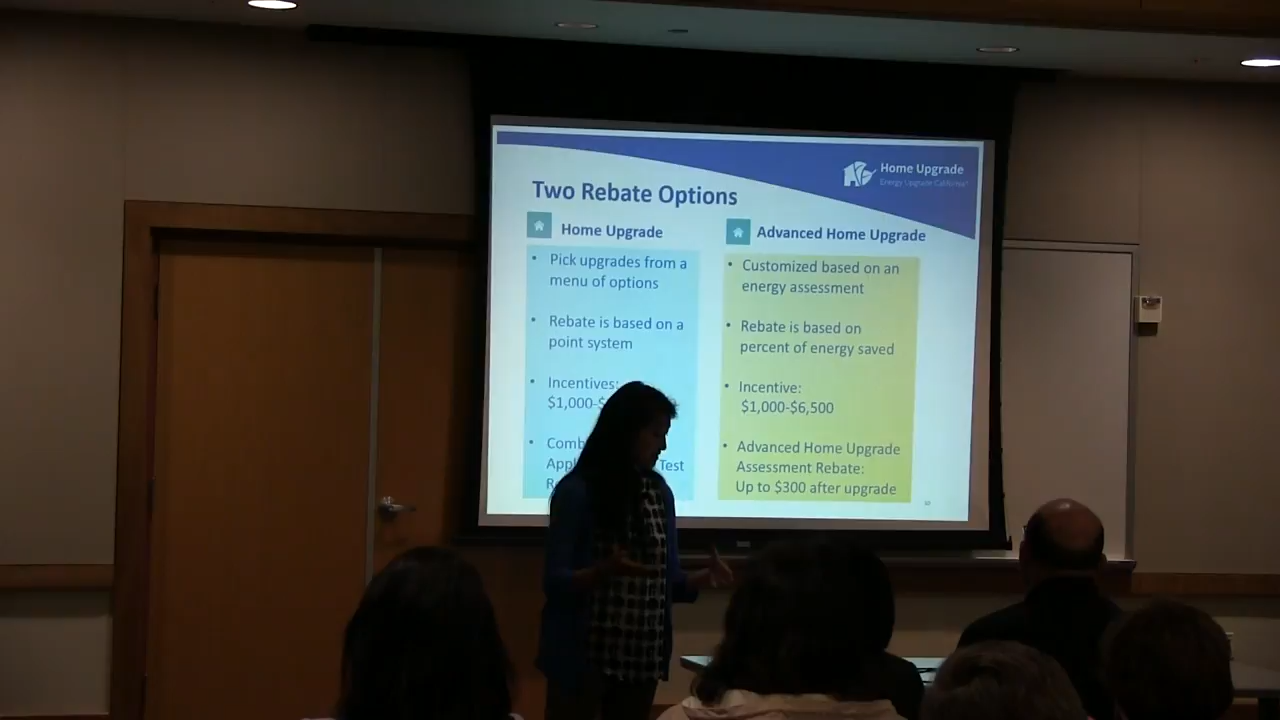 Home Upgrade
Energy Upgrade California
Two Rebate Options
Home Upgrade
• Pick upgrades from a
menu of options
• Rebate is based on a
point system
• Incentives:
$1,000-$
• Comb
Appl Test
R
Advanced Home Upgrade
• Customized based on an
energy assessment
• Rebate is based on
percent of energy saved
• Incentive:
$1,000-$6,500
• Advanced Home Upgrade
Assessment Rebate:
Up to $300 after upgrade